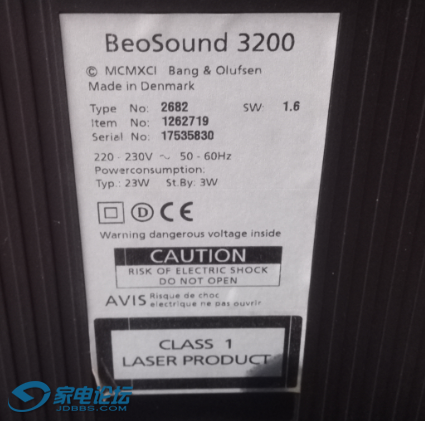 BeoSound 3200
© MCMXCI Bang & Olufsen
Made in Denmark
Type No: 2682 SW: 1.6
Item No: 1262719
Serial No: 17535830
220 - 230V ~ 50 - 60Hz
Powerconsumption:
Typ.: 23W St.By: 3W
D CE
Warning dangerous voltage inside
CAUTION
RISK OF ELECTRIC SHOCK
DO NOT OPEN
AVIS Risque de choc
electrique ne pas ouvrir
CLASS 1
LASER PRODUCT
家电论坛
JDBBS.COM